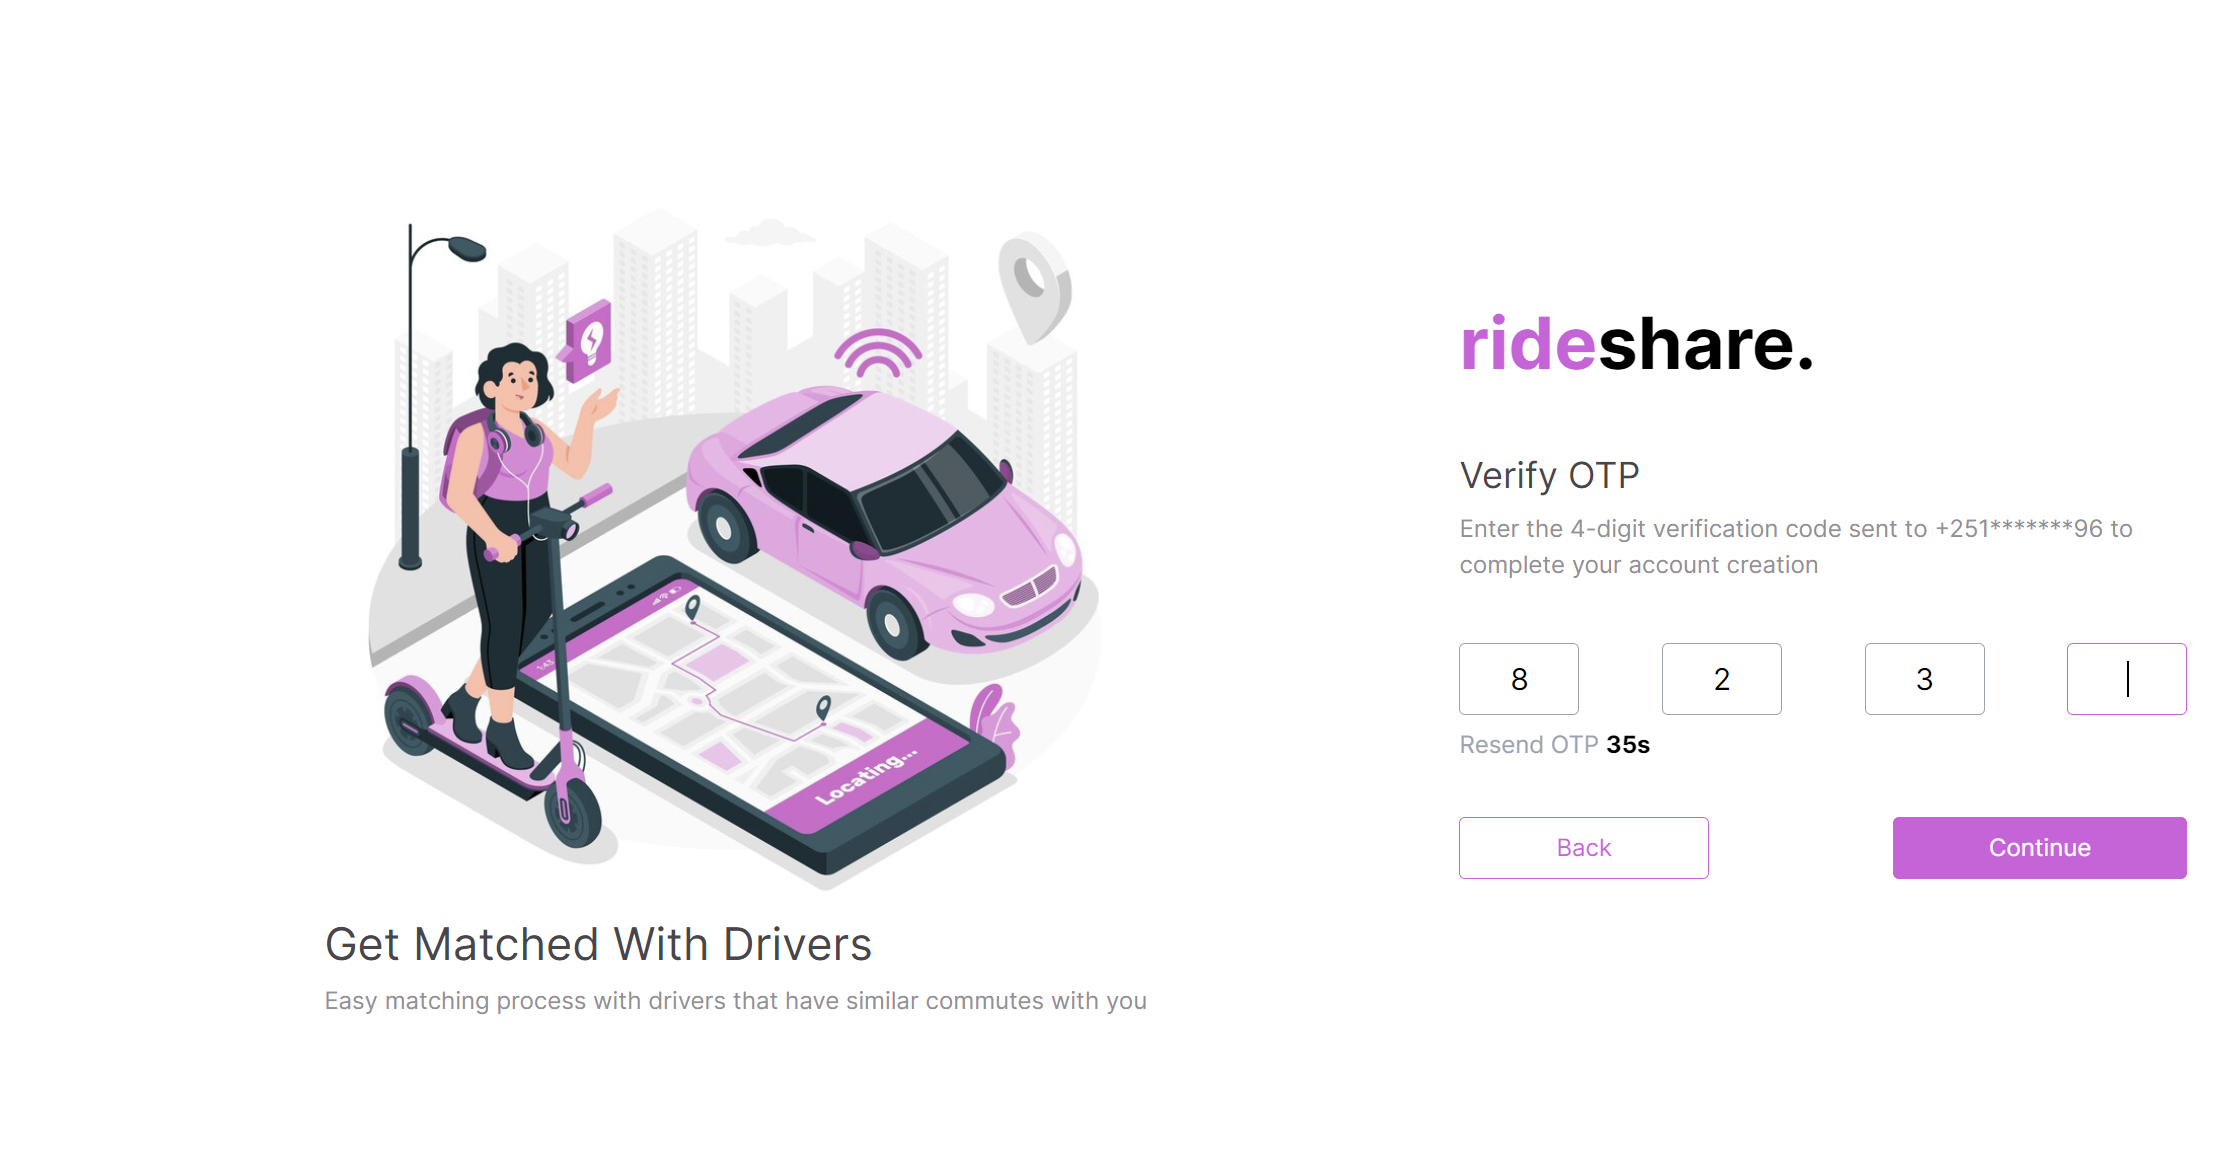 rideshare.
Verify OTP
Enter the 4-digit verification code sent to +251*******96 to
complete your account creation
8 2 3
Resend OTP 35s
Back Continue
1:43
Locating...
Get Matched With Drivers
Easy matching process with drivers that have similar commutes with you